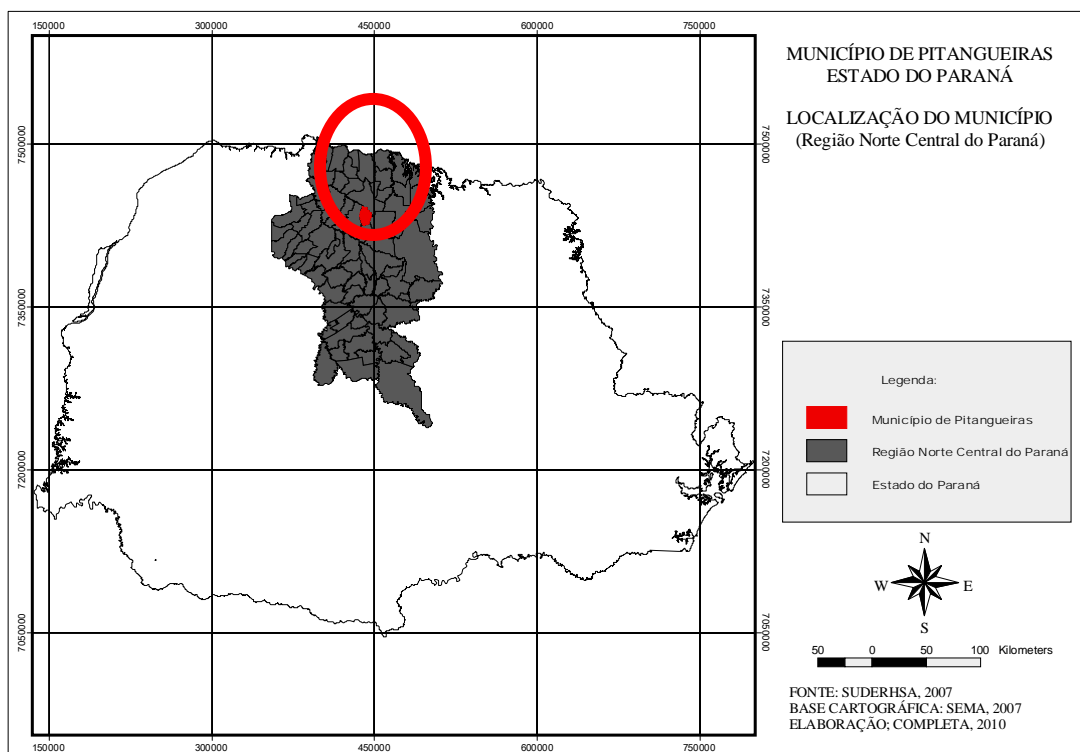 150000 300000 450000 600000 750000
MUNICÍPIO DE PITANGUEIRAS
ESTADO DO PARANÁ
LOCALIZAÇÃO DO MUNICÍPIO
(Região Norte Central do Paraná)
7500000 7500000
7350000 7350000
7200000 7200000
7050000 7050000
150000 300000 450000 600000 750000
Legenda:
Município de Pitangueiras
Região Norte Central do Paraná
Estado do Paraná
N
W E
S
50 0 50 100 Kilometers
FONTE: SUDERHSA, 2007
BASE CARTOGRÁFICA: SEMA, 2007
ELABORAÇÃO; COMPLETA, 2010